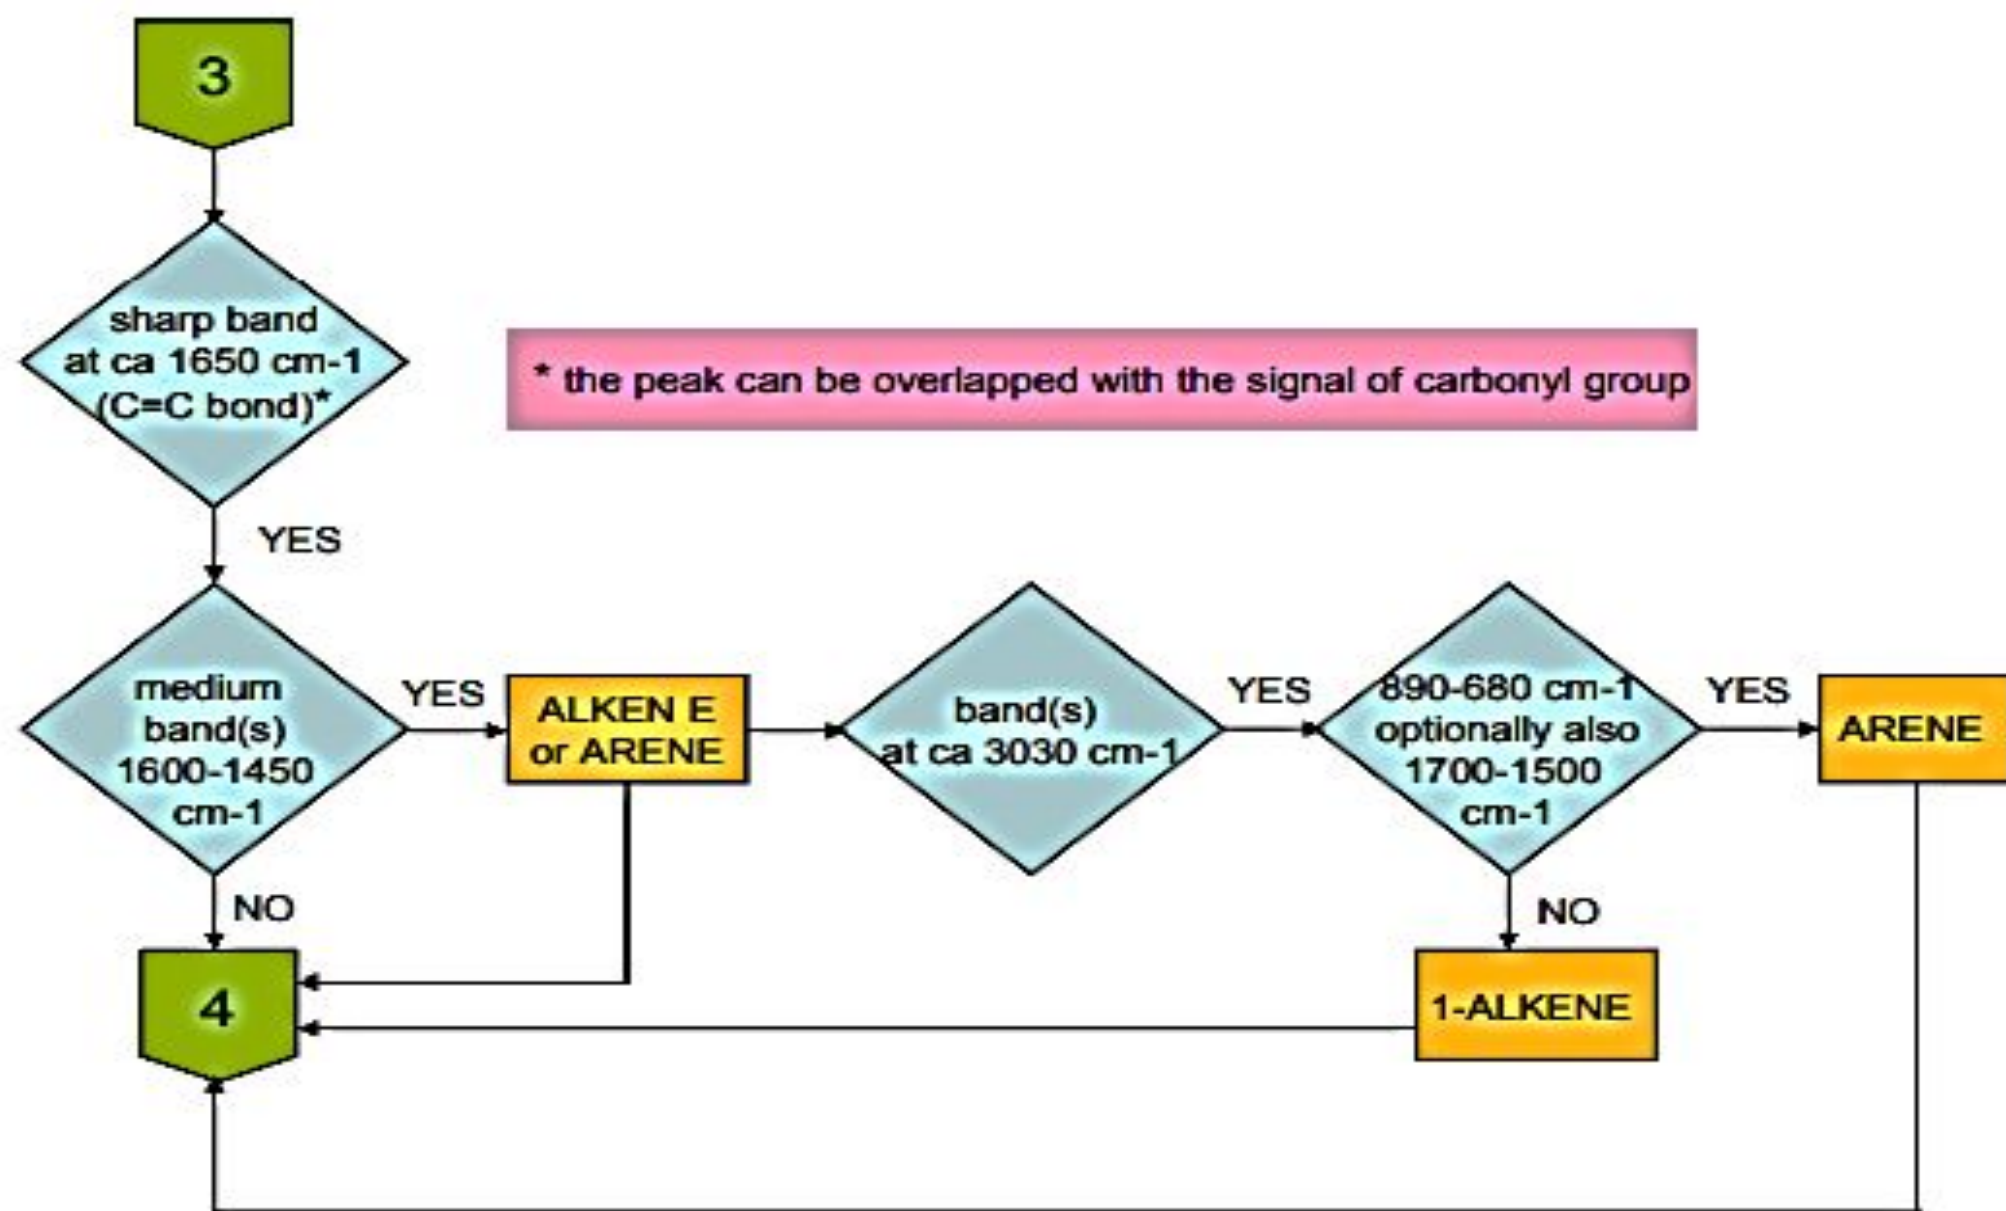 3
sharp band
at ca 1650 cm-1
(C=C bond)*
* the peak can be overlapped with the signal of carbonyl group
YES
medium
band(s)
1600-1450
cm-1
YES
ALKEN E
or ARENE
band(s)
at ca 3030 cm-1
YES
890-680 cm-1
optionally also
1700-1500
cm-1
YES
ARENE
NO
NO
4
1-ALKENE